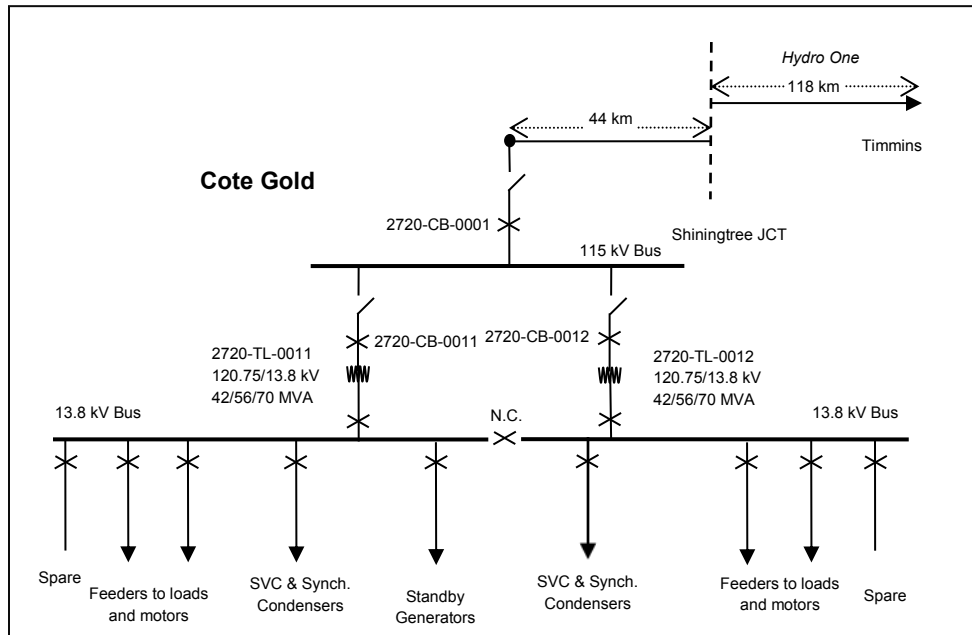 Hydro One
118 km
44 km
Timmins
Cote Gold
2720-CB-0001
Shiningtree JCT
115 kV Bus
2720-CB-0011
2720-CB-0012
2720-TL-0011
120.75/13.8 kV
42/56/70 MVA
2720-TL-0012
120.75/13.8 kV
42/56/70 MVA
13.8 kV Bus
N.C.
13.8 kV Bus
Spare
Feeders to loads
and motors
SVC & Synch.
Condensers
Standby
Generators
SVC & Synch.
Condensers
Feeders to loads
and motors
Spare